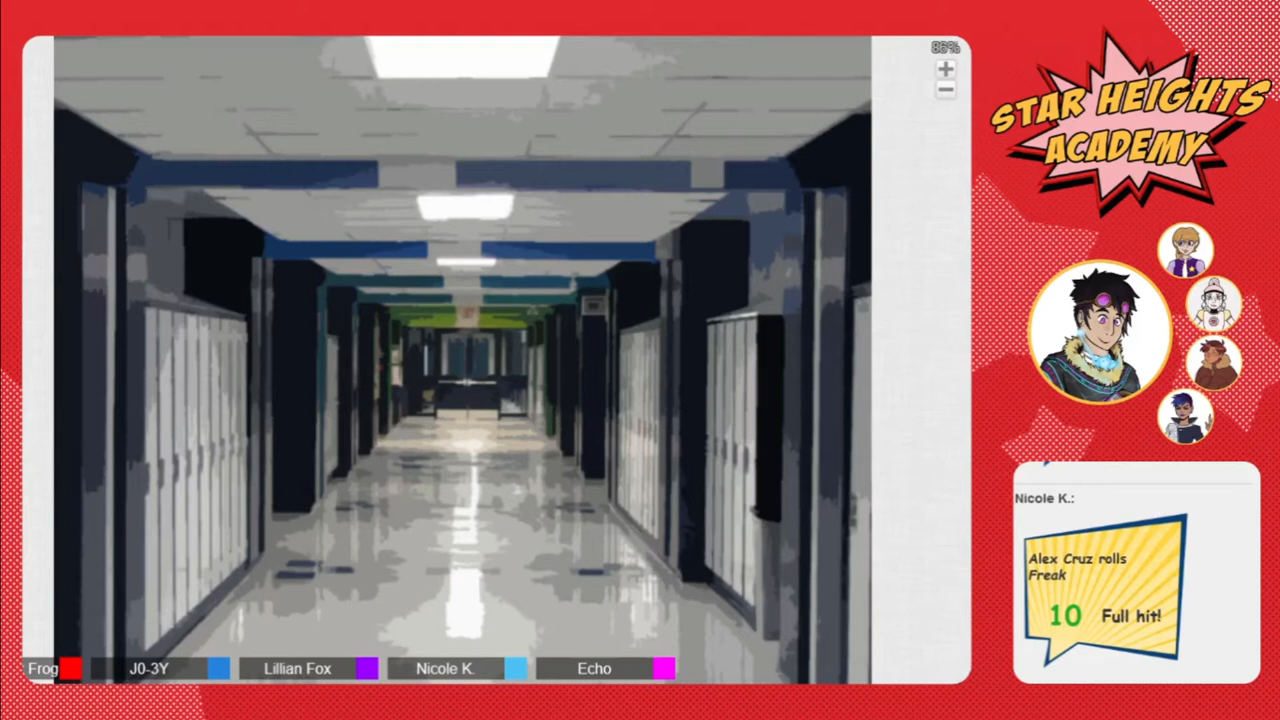 86%
STAR HEIGHTS
ACADEMY
Nicole K.:
Alex Cruz rolls
Freak
10 Full hit!
Frog
J0-3Y
Lillian Fox
Nicole K.
Echo